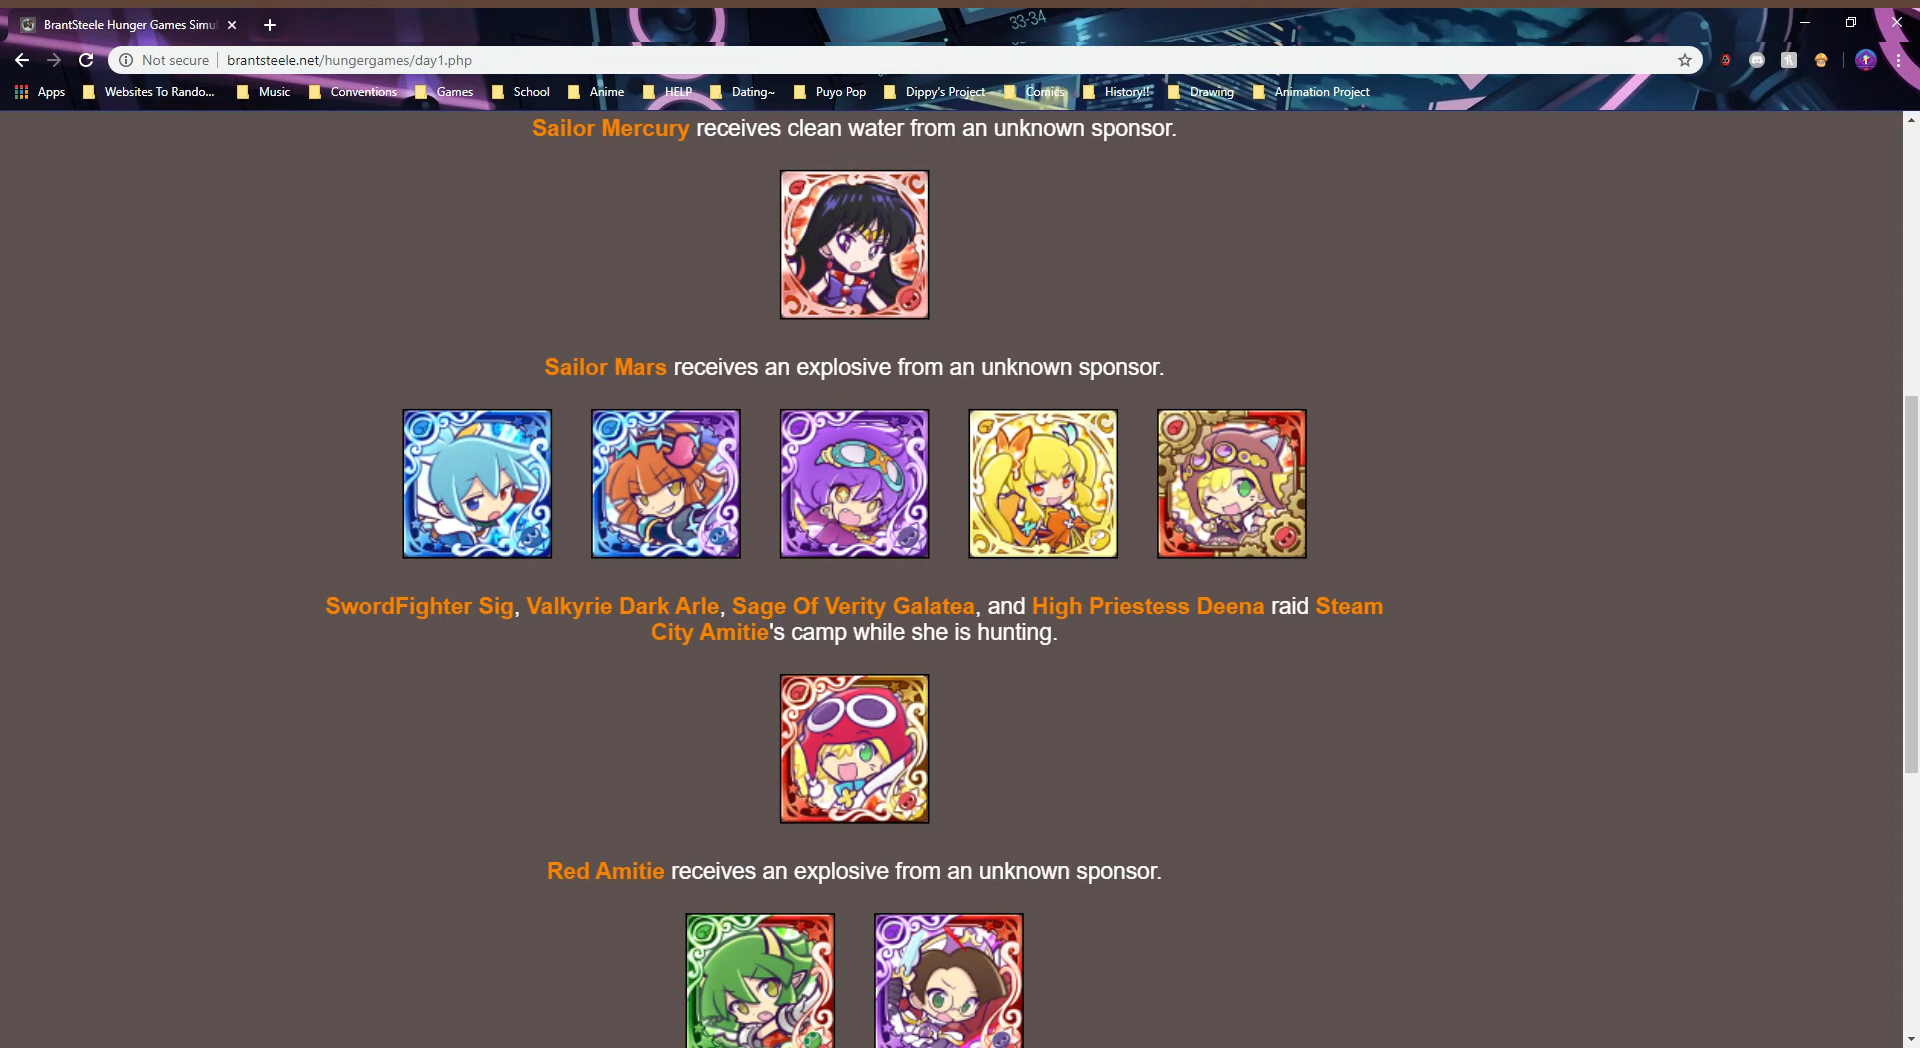 BrantSteele Hunger Games Simul
33-34
Not secure brantsteele.net/hungergames/day1.php
Apps Websites To Rando... Music Conventions Games School Anime HELP Dating~ Puyo Pop Dippy's Project Comics History!! Drawing Animation Project
Sailor Mercury receives clean water from an unknown sponsor.
Sailor Mars receives an explosive from an unknown sponsor.
SwordFighter Sig, Valkyrie Dark Arle, Sage Of Verity Galatea, and High Priestess Deena raid Steam
City Amitie's camp while she is hunting.
Red Amitie receives an explosive from an unknown sponsor.